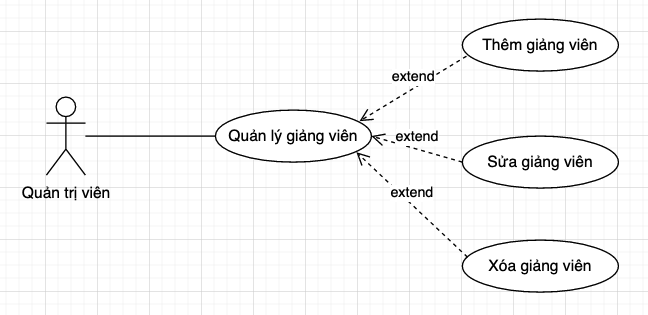 Thêm giảng viên
extend
Quản lý giảng viên
extend
Sửa giảng viên
Quản trị viên
extend
Xóa giảng viên